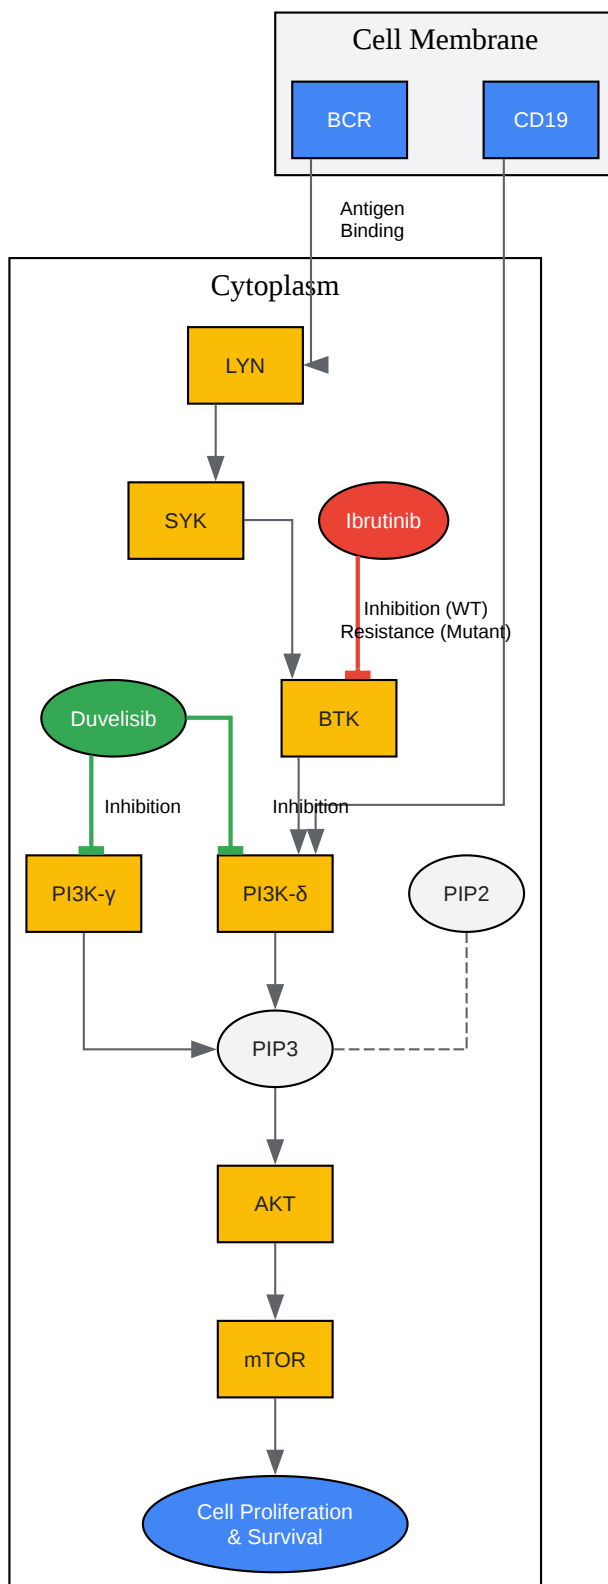 Cell Membrane
BCR
CD19
Antigen
Binding
Cytoplasm
LYN
SYK
Ibrutinib
Inhibition (WT)
Resistance (Mutant)
Duvelisib
BTK
Inhibition
Inhibition
PI3K-γ
PI3K-δ
PIP2
PIP3
AKT
mTOR
Cell Proliferation
& Survival